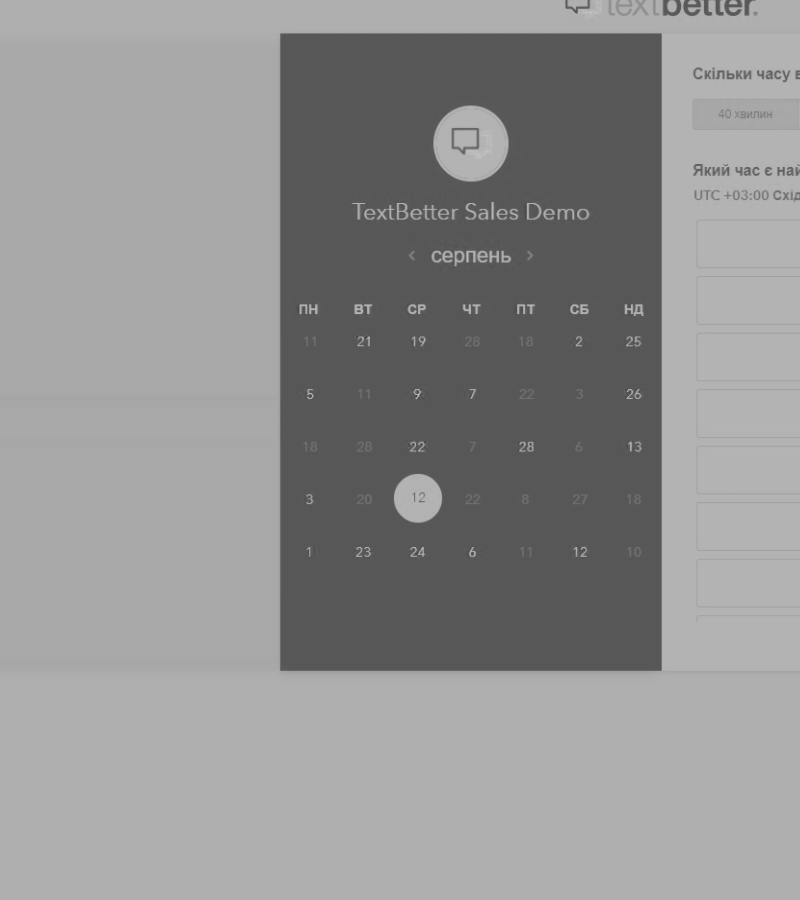 textbetter.
Скільки часу
40 хвилин
Який час є
UTC +03:00
TextBetter Sales Demo
‹ серпень ›
ПН ВТ СР ЧТ ПТ СБ НД
11 21 19 28 18 2 25
5 11 9 7 22 3 26
18 28 22 7 28 6 13
3 20 12 22 8 27 18
1 23 24 6 11 12 10